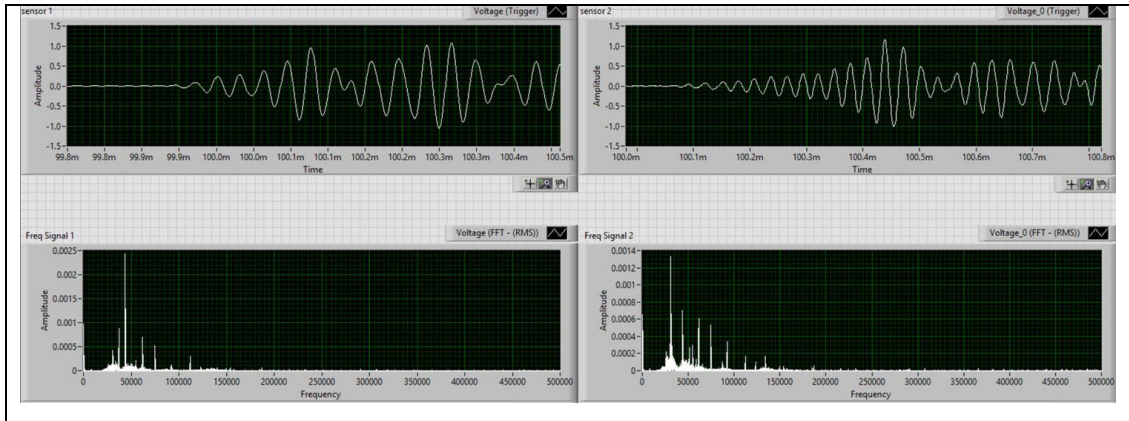 sensor 1
Voltage (Trigger)
Amplitude
1.5-
1.0-
0.5-
0.0-
-0.5-
-1.0-
-1.5-
99.8m 99.8m 99.9m 99.9m 100.0m 100.0m 100.1m 100.1m 100.2m 100.2m 100.3m 100.3m 100.4m 100.5m
Time
sensor 2
Voltage_0 (Trigger)
Amplitude
1.5-
1.0-
0.5-
0.0-
-0.5-
-1.0-
-1.5-
100.0m 100.1m 100.2m 100.3m 100.4m 100.5m 100.6m 100.7m 100.8m
Time
Freq Signal 1
Voltage (FFT - (RMS))
Amplitude
0.0025-
0.002-
0.0015-
0.001-
0.0005-
0-
0 50000 100000 150000 200000 250000 300000 350000 400000 450000 500000
Frequency
Freq Signal 2
Voltage_0 (FFT - (RMS))
Amplitude
0.0014-
0.0012-
0.001-
0.0008-
0.0006-
0.0004-
0.0002-
0-
0 50000 100000 150000 200000 250000 300000 350000 400000 450000 500000
Frequency